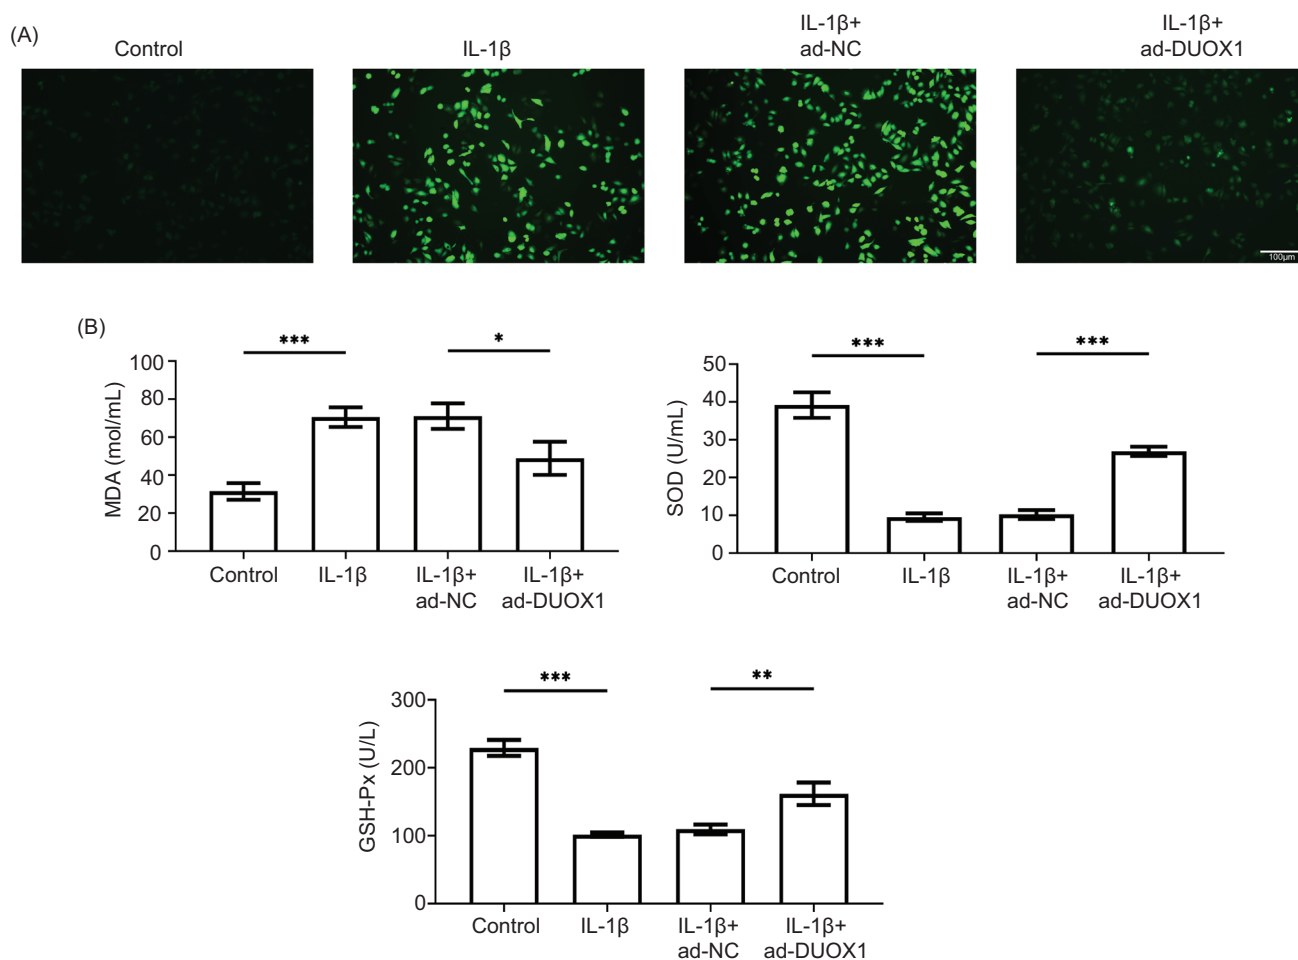 (A)
Control
IL-1β
IL-1β+
ad-NC
IL-1β+
ad-DUOX1
100μm
(B)
***
*
MDA (mol/mL)
100
80
60
40
20
0
Control
IL-1β
IL-1β+
ad-NC
IL-1β+
ad-DUOX1
***
***
SOD (U/mL)
50
40
30
20
10
0
Control
IL-1β
IL-1β+
ad-NC
IL-1β+
ad-DUOX1
***
**
GSH-Px (U/L)
300
200
100
0
Control
IL-1β
IL-1β+
ad-NC
IL-1β+
ad-DUOX1